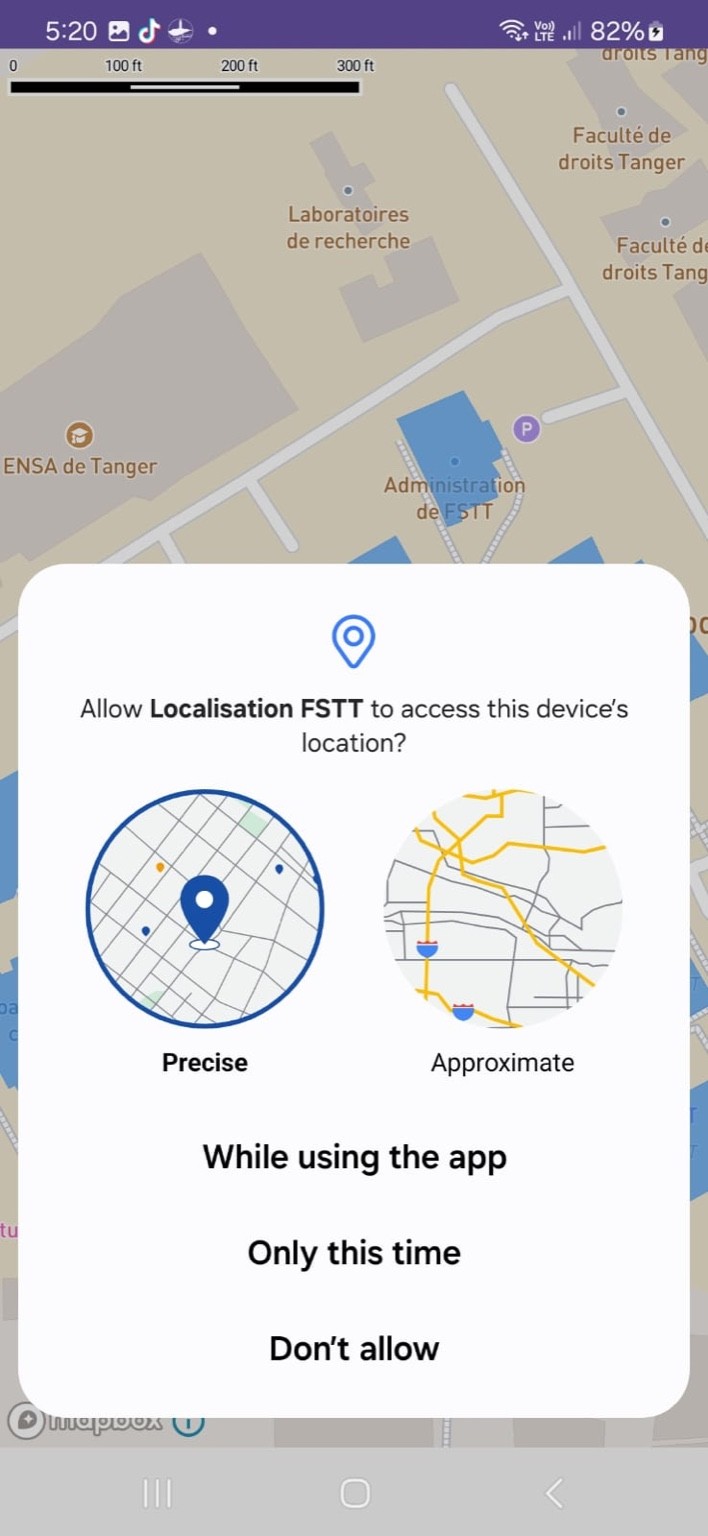 5:20
Vo))
LTE
82%
0 100 ft 200 ft 300 ft
droits Tang
Faculté de
droits Tanger
Laboratoires
de recherche
Faculté de
droits Tang
P
ENSA de Tanger
Administration
de FSTT
Allow Localisation FSTT to access this device's
location?
Precise
Approximate
While using the app
Only this time
Don't allow
mapbox